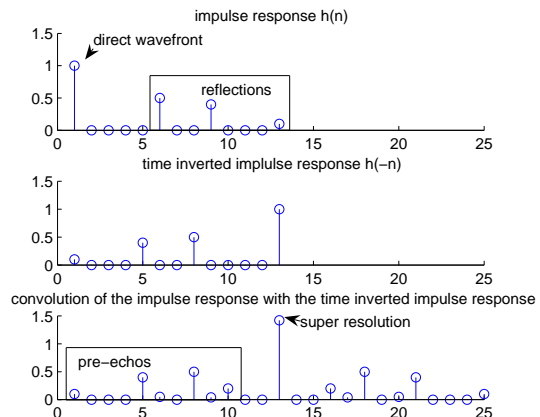 impulse response h(n)
1.5
direct wavefront
1
reflections
0.5
0
0 5 10 15 20 25
time inverted implulse response h(−n)
1.5
1
0.5
0
0 5 10 15 20 25
convolution of the impulse response with the time inverted impulse response
1.5
super resolution
1
pre−echos
0.5
0
0 5 10 15 20 25